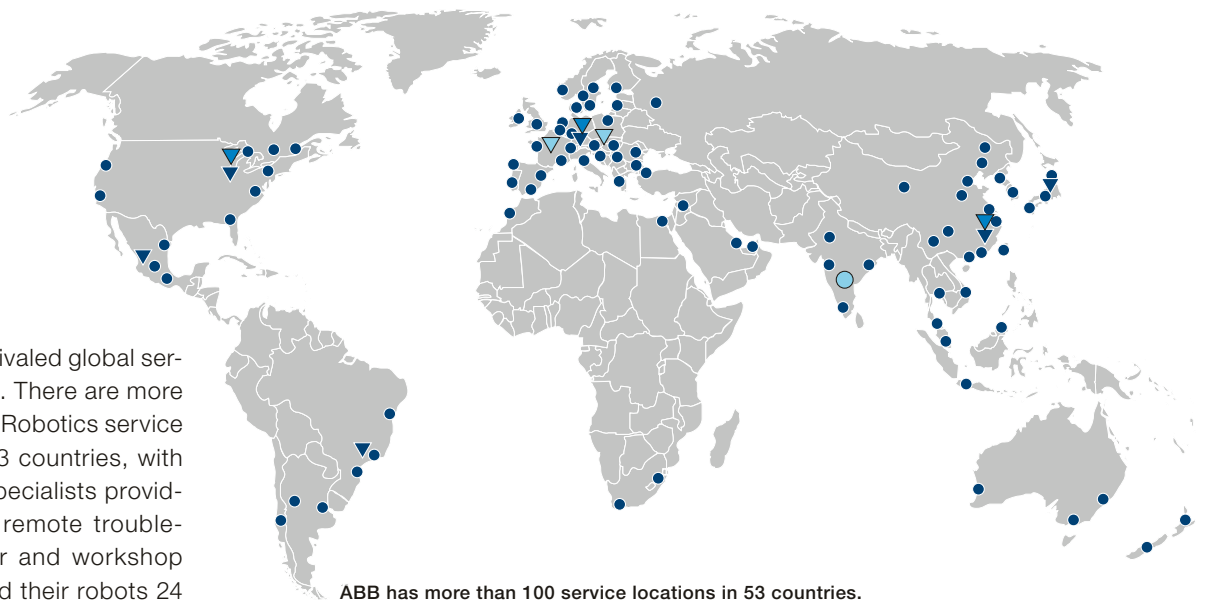 ivaled global ser-
. There are more
Robotics service
3 countries, with
pecialists provid-
remote trouble-
r and workshop
d their robots 24
ABB has more than 100 service locations in 53 countries.